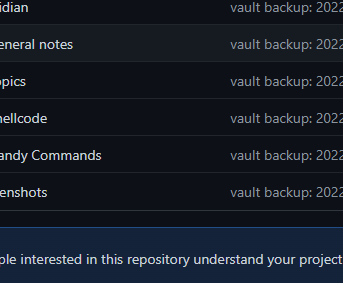 idian vault backup: 2022
eneral notes vault backup: 2022
opics vault backup: 2022
hellcode vault backup: 2022
andy Commands vault backup: 2022
enshots vault backup: 2022
ple interested in this repository understand your project